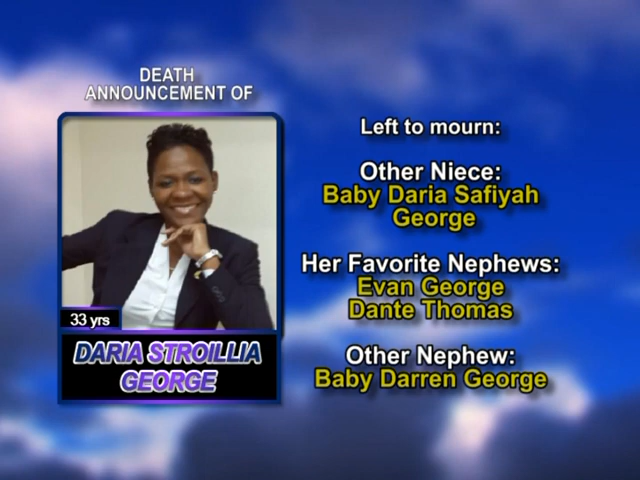 DEATH
ANNOUNCEMENT OF
33 yrs
DARIA STROILLIA
GEORGE
Left to mourn:
Other Niece:
Baby Daria Safiyah
George
Her Favorite Nephews:
Evan George
Dante Thomas
Other Nephew:
Baby Darren George